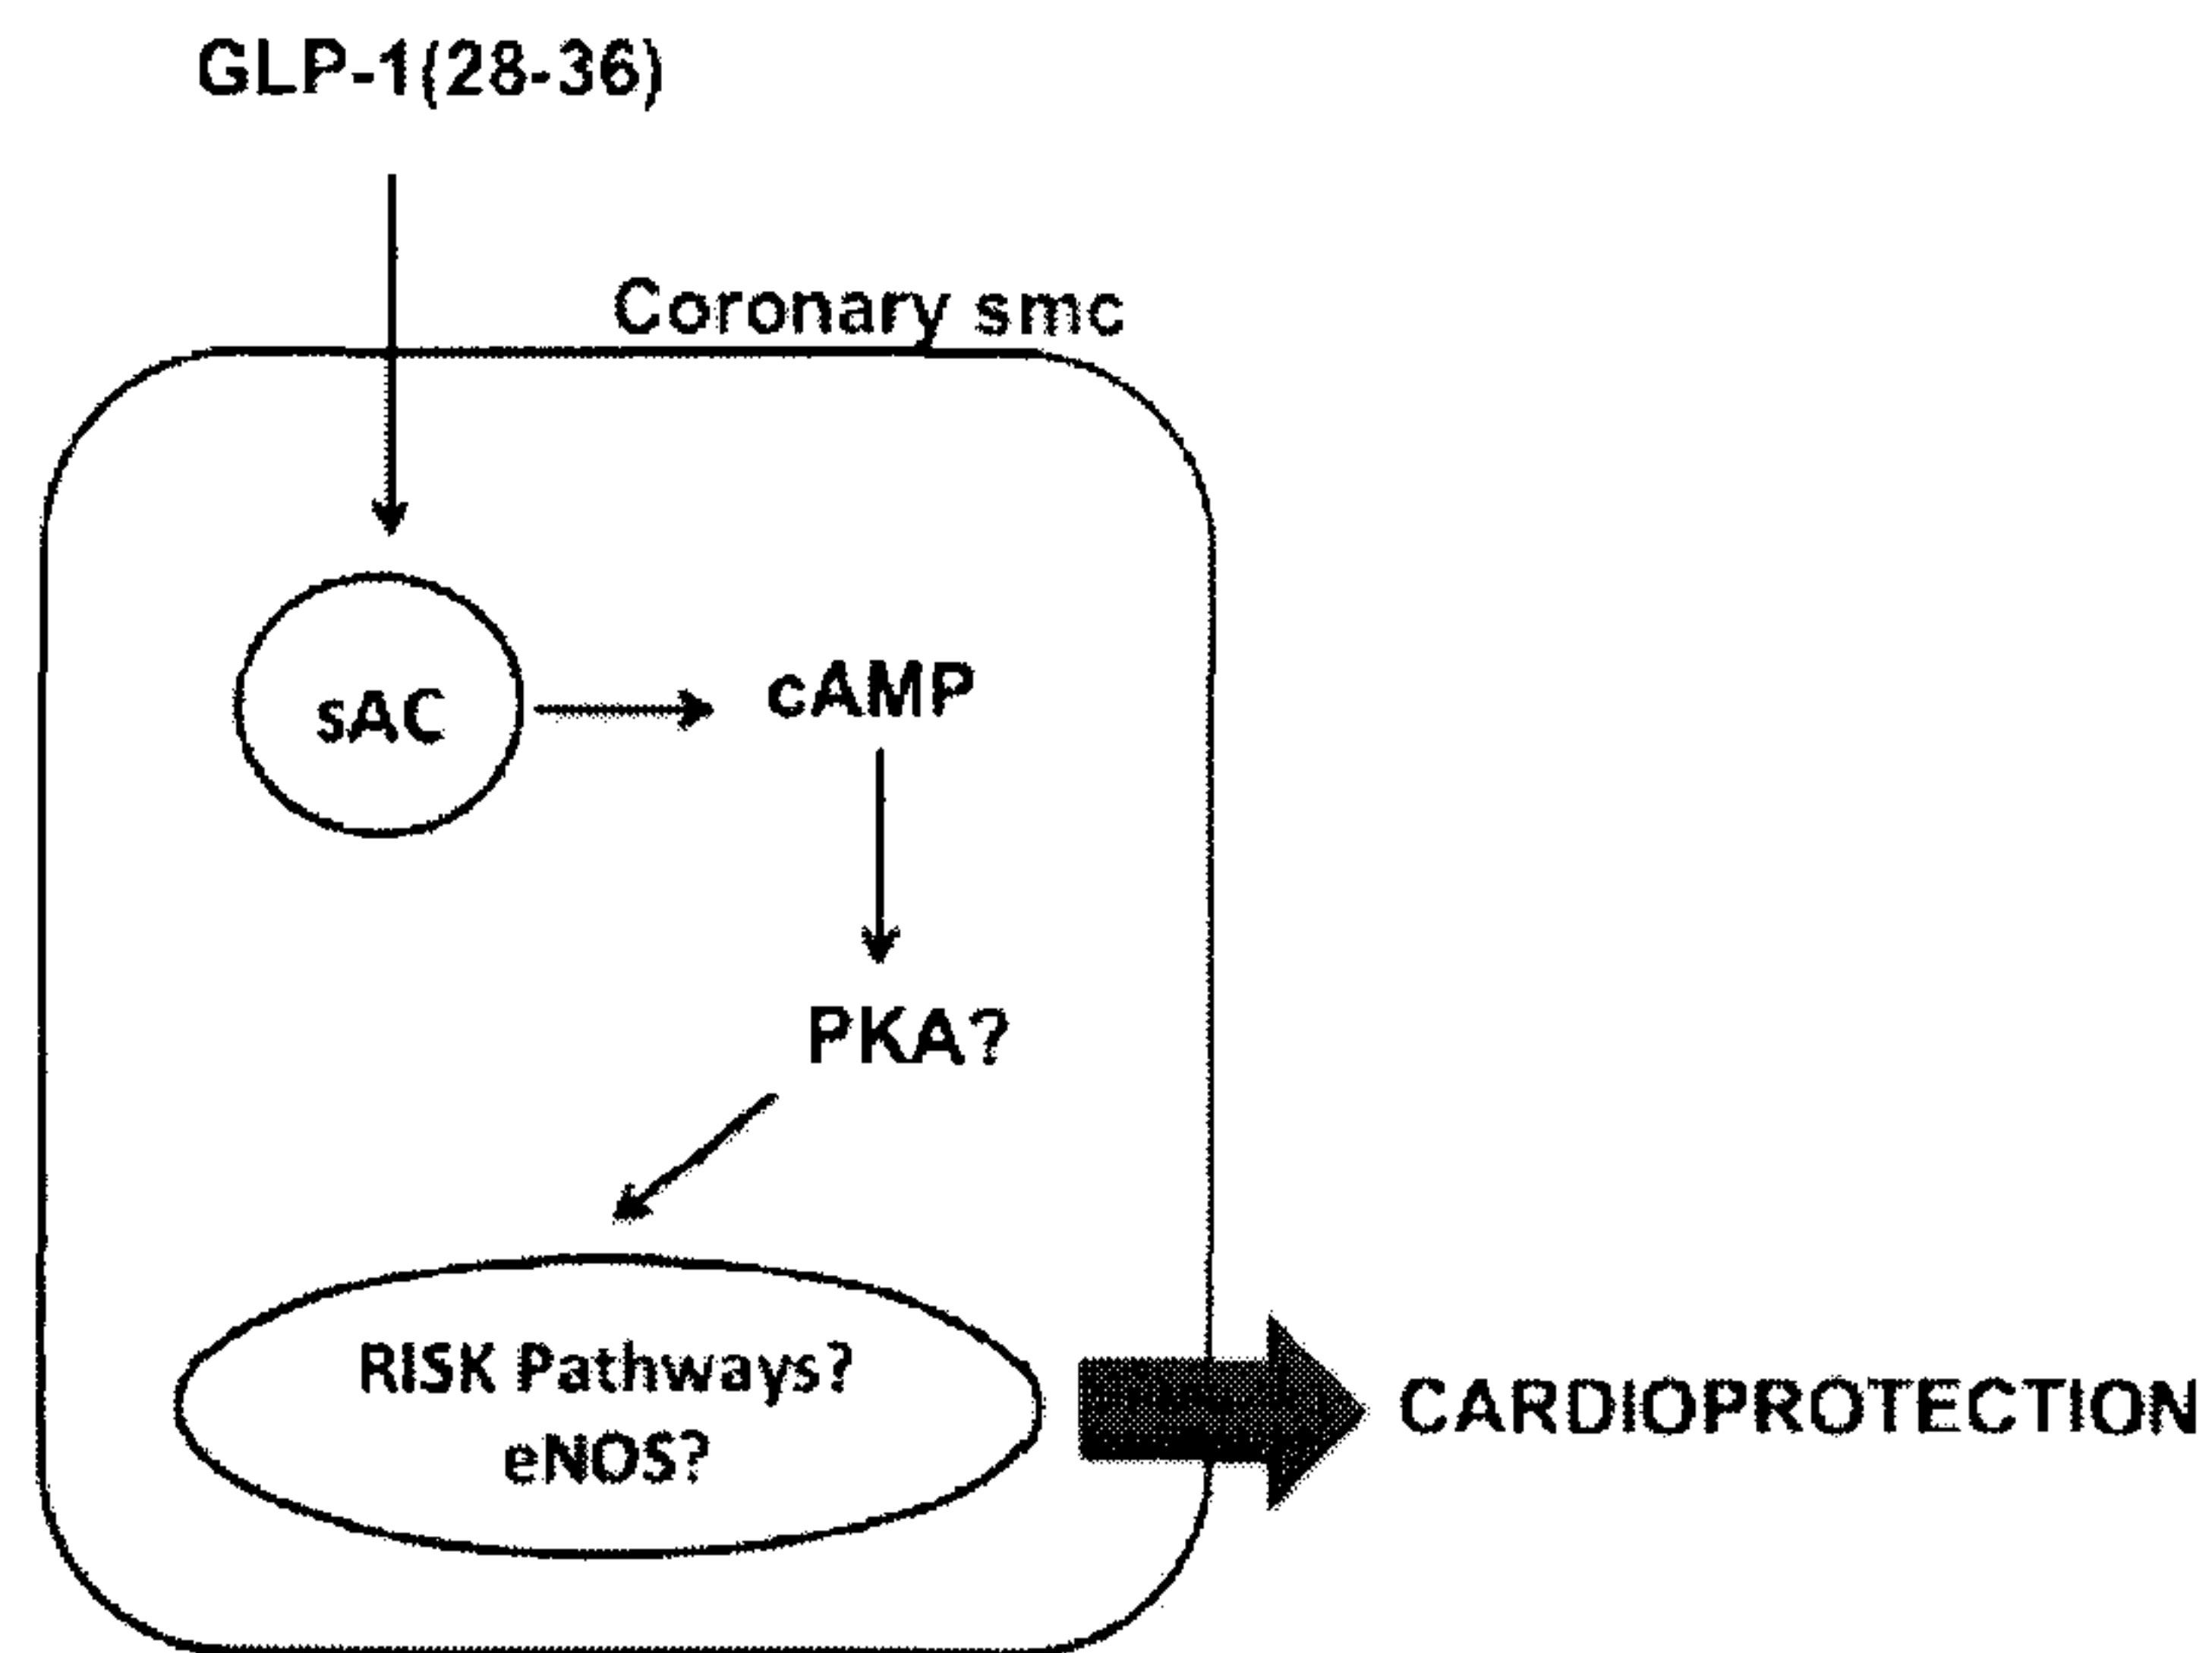 GLP-1(28-36)
Coronary smc
sAC
cAMP
PKA?
RISK Pathways?
eNOS?
CARDIOPROTECTION